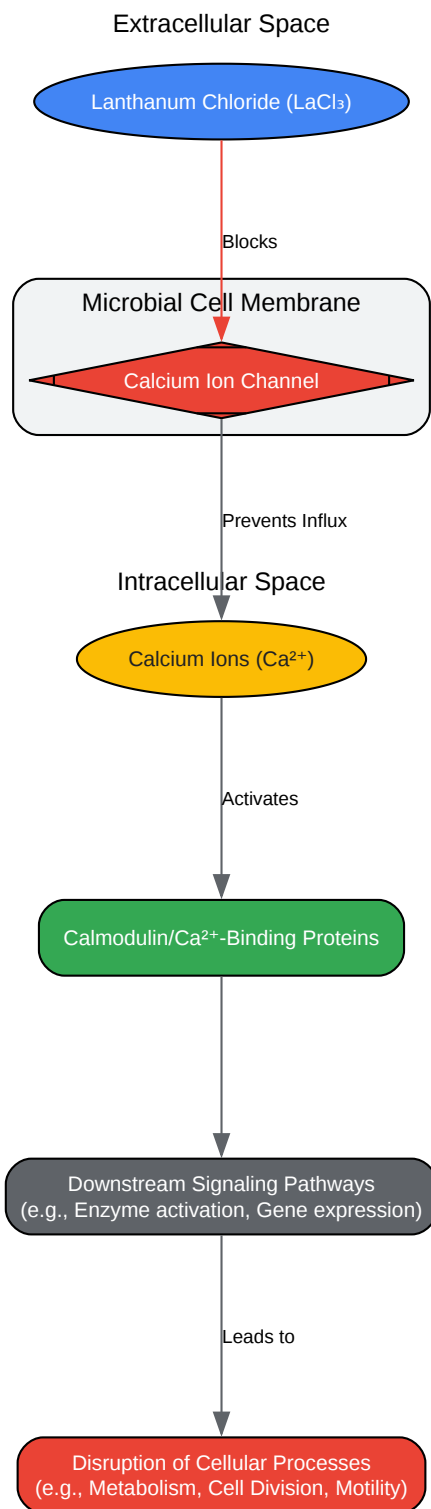 Extracellular Space
Lanthanum Chloride (LaCl₃)
Blocks
Microbial Cell Membrane
Calcium Ion Channel
Prevents Influx
Intracellular Space
Calcium Ions (Ca²⁺)
Activates
Calmodulin/Ca²⁺-Binding Proteins
Downstream Signaling Pathways
(e.g., Enzyme activation, Gene expression)
Leads to
Disruption of Cellular Processes
(e.g., Metabolism, Cell Division, Motility)